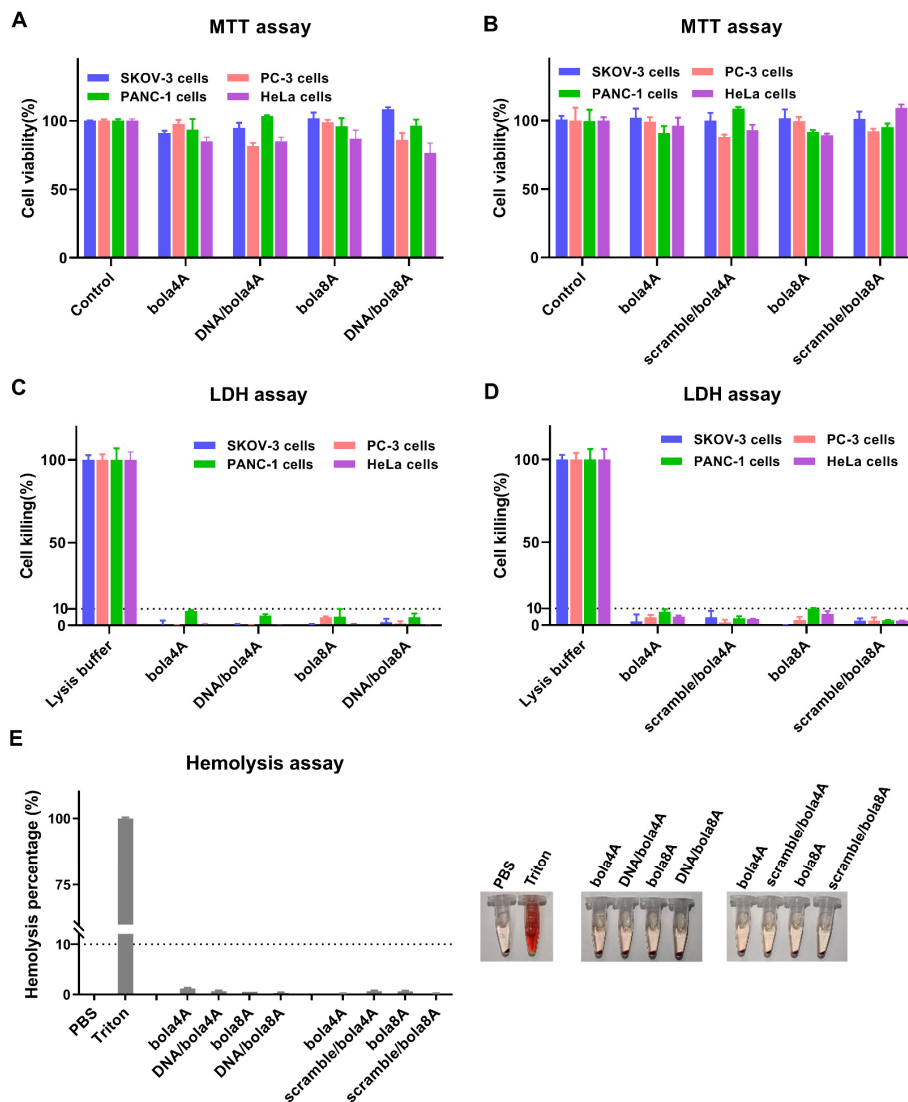 A
MTT assay
SKOV-3 cells
PC-3 cells
PANC-1 cells
HeLa cells
Cell viability(%)
100
50
0
Control
bola4A
DNA/bola4A
bola8A
DNA/bola8A
B
MTT assay
SKOV-3 cells
PC-3 cells
PANC-1 cells
HeLa cells
Cell viability(%)
100
50
0
Control
bola4A
scramble/bola4A
bola8A
scramble/bola8A
C
LDH assay
SKOV-3 cells
PC-3 cells
PANC-1 cells
HeLa cells
Cell killing(%)
100
50
10
0
Lysis buffer
bola4A
DNA/bola4A
bola8A
DNA/bola8A
D
LDH assay
SKOV-3 cells
PC-3 cells
PANC-1 cells
HeLa cells
Cell killing(%)
100
50
10
0
Lysis buffer
bola4A
scramble/bola4A
bola8A
scramble/bola8A
E
Hemolysis assay
Hemolysis percentage (%)
100
75
10
0
PBS
Triton
bola4A
DNA/bola4A
bola8A
DNA/bola8A
bola4A
scramble/bola4A
bola8A
scramble/bola8A
PBS
Triton
bola4A
DNA/bola4A
bola8A
DNA/bola8A
bola4A
scramble/bola4A
bola8A
scramble/bola8A